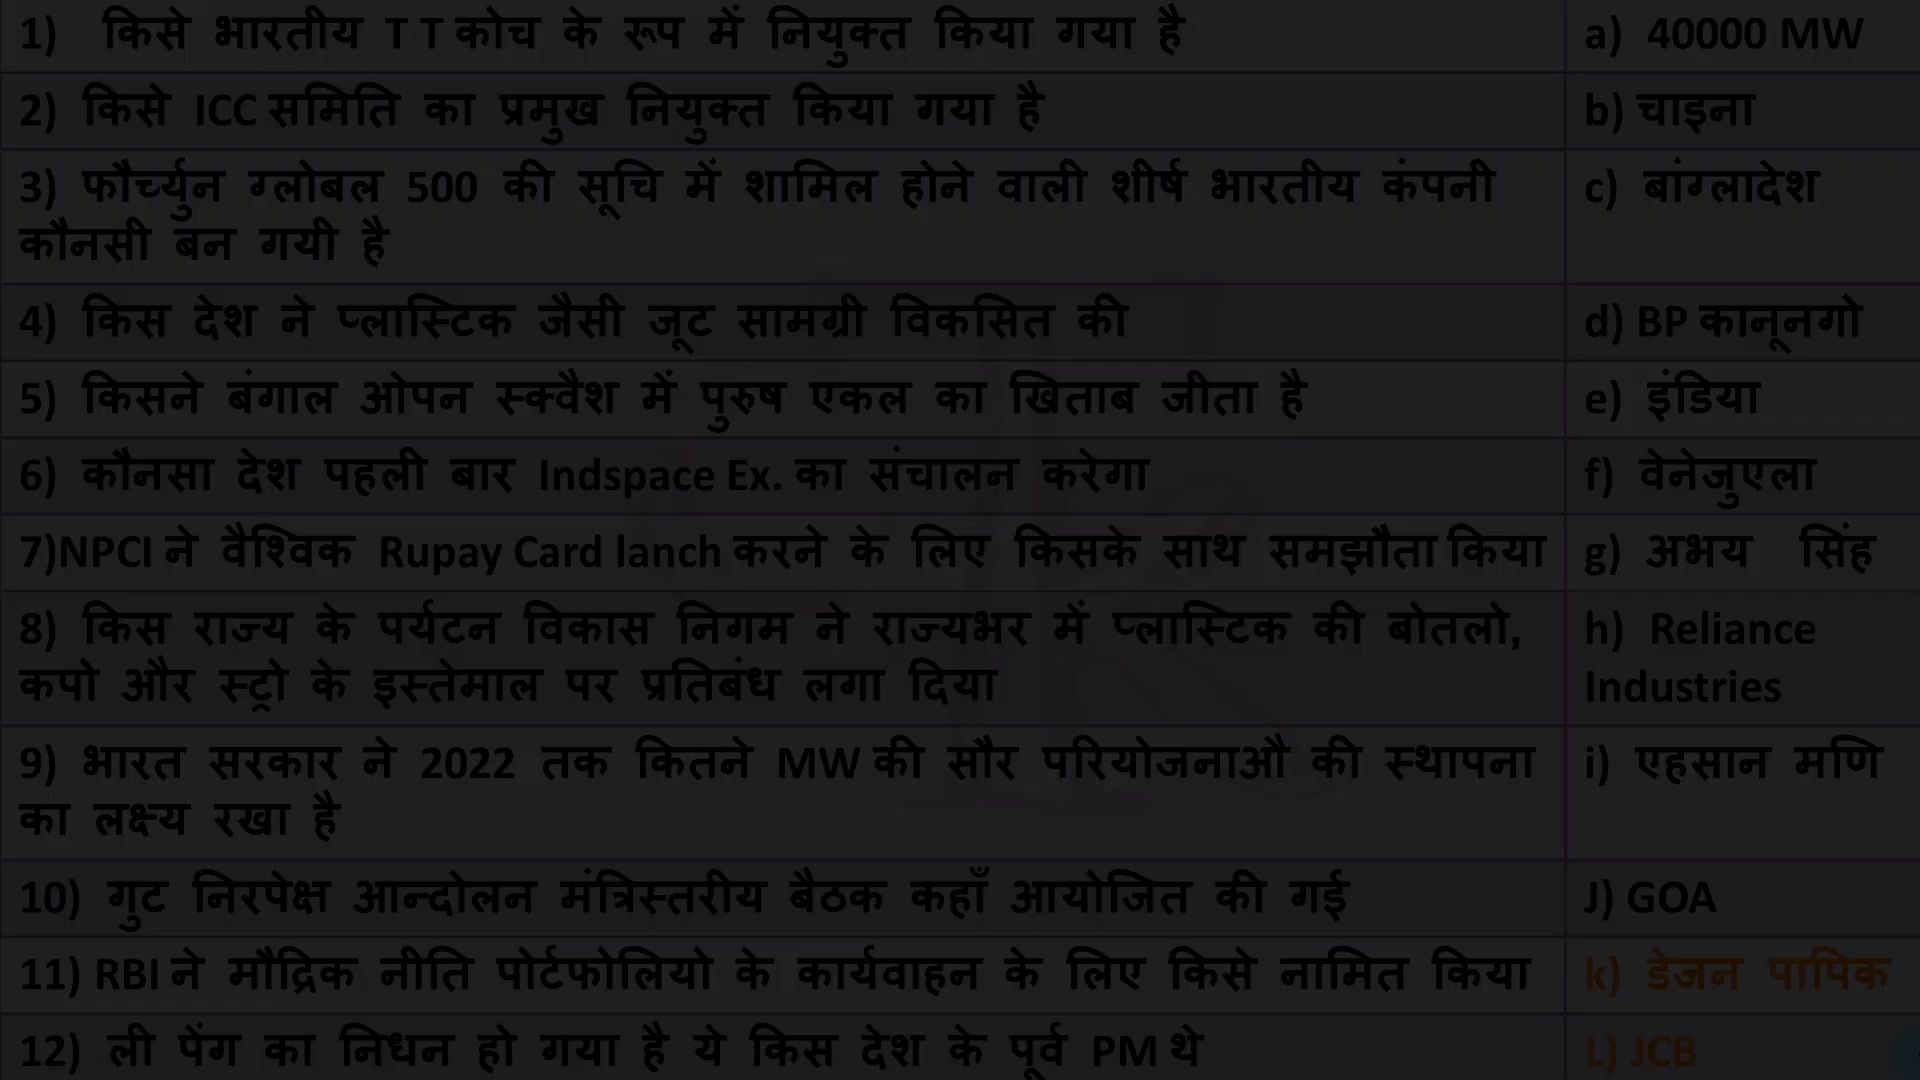 1) किसे भारतीय T T कोच के रूप में नियुक्त किया गया है
a) 40000 MW
2) किसे ICC समिति का प्रमुख नियुक्त किया गया है
b) चाइना
3) फौर्च्युन ग्लोबल 500 की सूचि में शामिल होने वाली शीर्ष भारतीय कंपनी
कौनसी बन गयी है
c) बांग्लादेश
4) किस देश ने प्लास्टिक जैसी जूट सामग्री विकसित की
d) BP कानूनगो
5) किसने बंगाल ओपन स्क्वैश में पुरुष एकल का खिताब जीता है
e) इंडिया
6) कौनसा देश पहली बार Indspace Ex. का संचालन करेगा
f) वेनेजुएला
7)NPCI ने वैश्विक Rupay Card lanch करने के लिए किसके साथ समझौता किया
g) अभय सिंह
8) किस राज्य के पर्यटन विकास निगम ने राज्यभर में प्लास्टिक की बोतलो,
कपो और स्ट्रो के इस्तेमाल पर प्रतिबंध लगा दिया
h) Reliance
Industries
9) भारत सरकार ने 2022 तक कितने MW की सौर परियोजनाऔ की स्थापना
का लक्ष्य रखा है
i) एहसान मणि
10) गुट निरपेक्ष आन्दोलन मंत्रिस्तरीय बैठक कहाँ आयोजित की गई
J) GOA
11) RBI ने मौद्रिक नीति पोर्टफोलियो के कार्यवाहन के लिए किसे नामित किया
k) डेजन पापिक
12) ली पेंग का निधन हो गया है ये किस देश के पूर्व PM थे
L) JCB